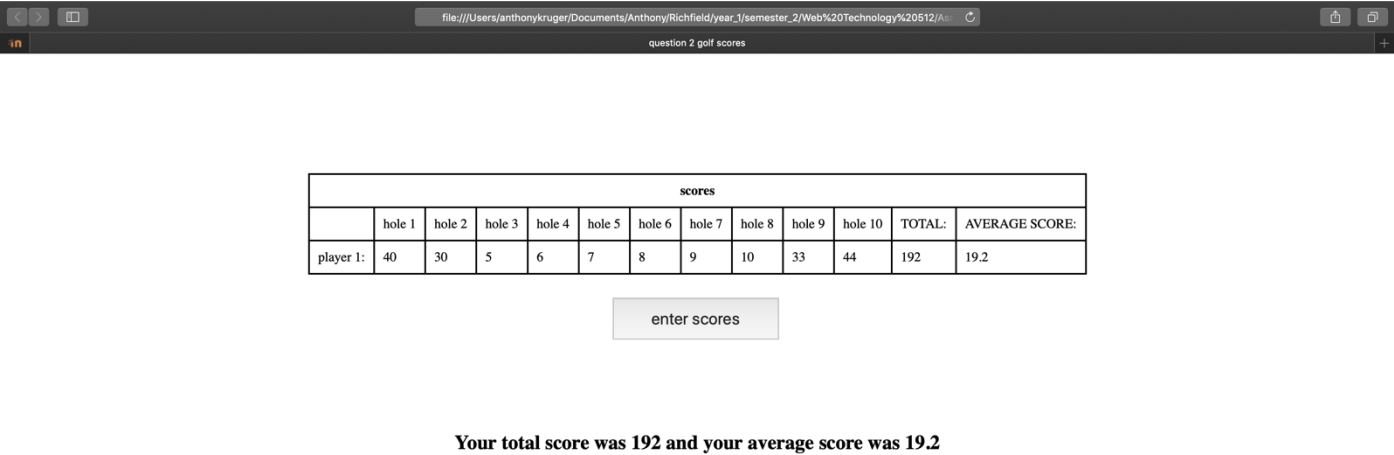 file:///Users/anthonykruger/Documents/Anthony/Richfield/year_1/semester_2/Web%20Technology%20512/As
in
question 2 golf scores
scores
hole 1 hole 2 hole 3 hole 4 hole 5 hole 6 hole 7 hole 8 hole 9 hole 10 TOTAL: AVERAGE SCORE:
player 1: 40 30 5 6 7 8 9 10 33 44 192 19.2
enter scores
Your total score was 192 and your average score was 19.2